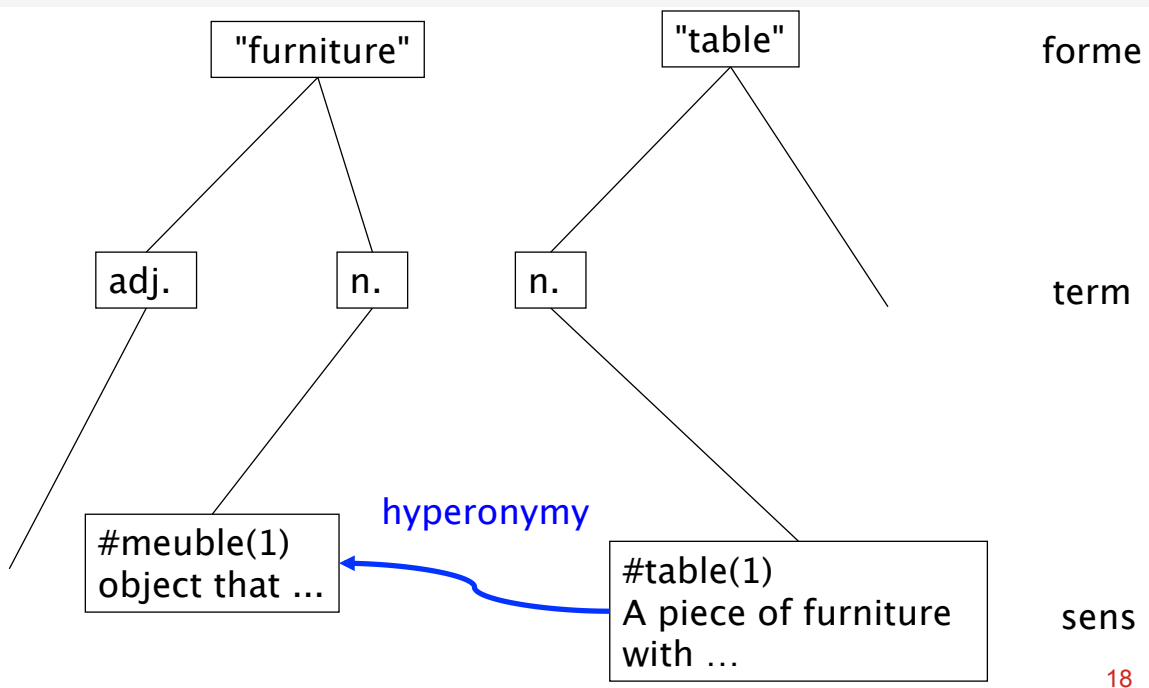 "furniture"
"table"
forme
adj.
n.
n.
term
hyperonymy
#meuble(1)
object that ...
#table(1)
A piece of furniture
with …
sens
18